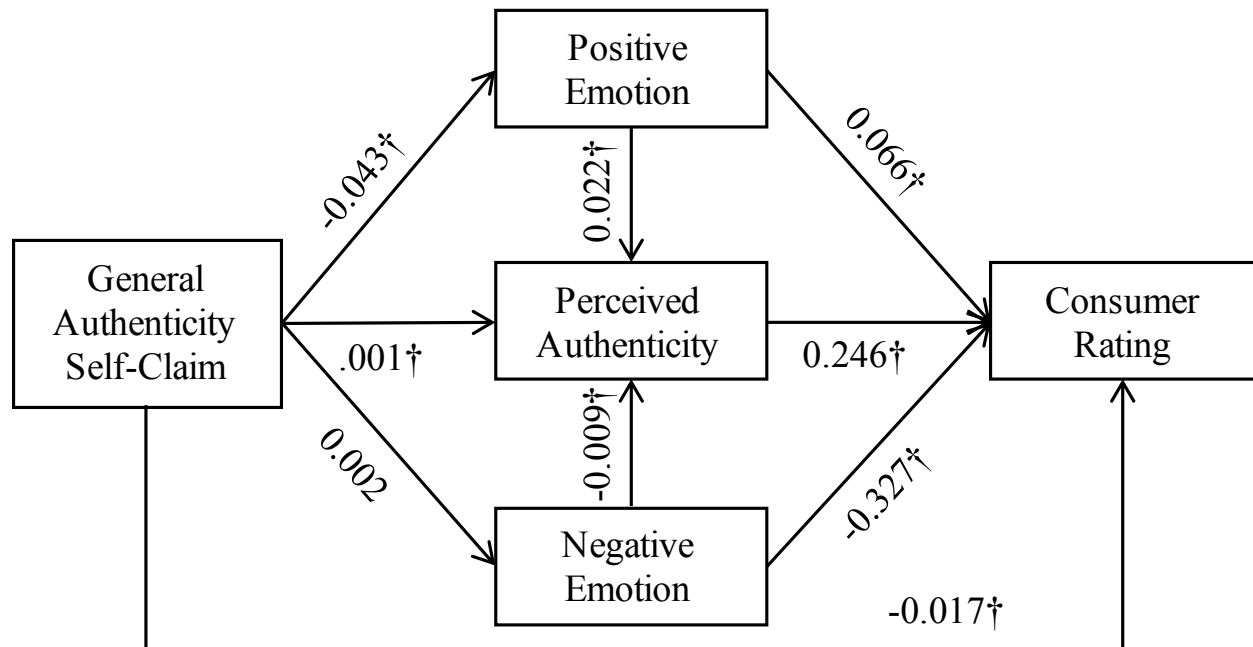 Positive
Emotion
-0.043†
0.022†
0.066†
General
Authenticity
Self-Claim
Perceived
Authenticity
Consumer
Rating
.001†
0.246†
0.002
-0.009†
-0.327†
Negative
Emotion
-0.017†